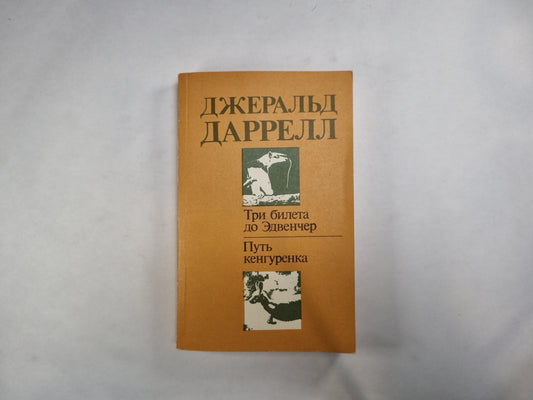 ДЖЕРАЛЬД
ДАРРЕЛЛ
Три билета
до Эдвенчер
Путь
кенгуренка